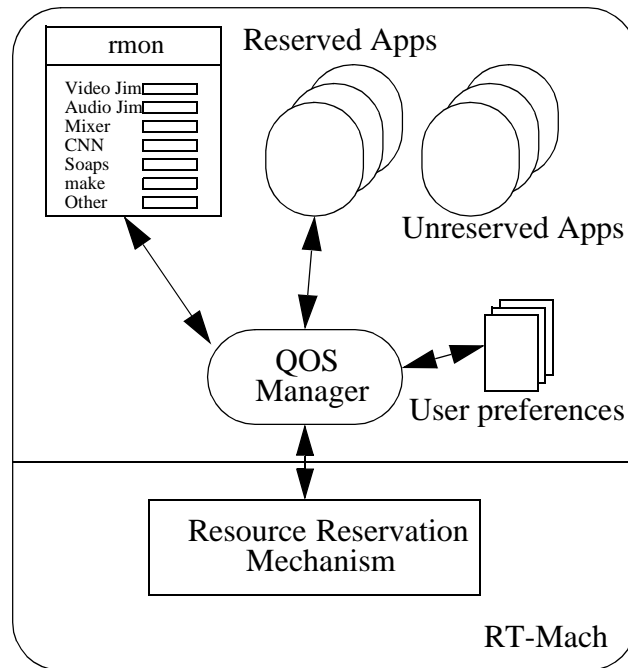 rmon
Video Jim
Audio Jim
Mixer
CNN
Soaps
make
Other
Reserved Apps
Unreserved Apps
QOS
Manager
User preferences
Resource Reservation
Mechanism
RT-Mach